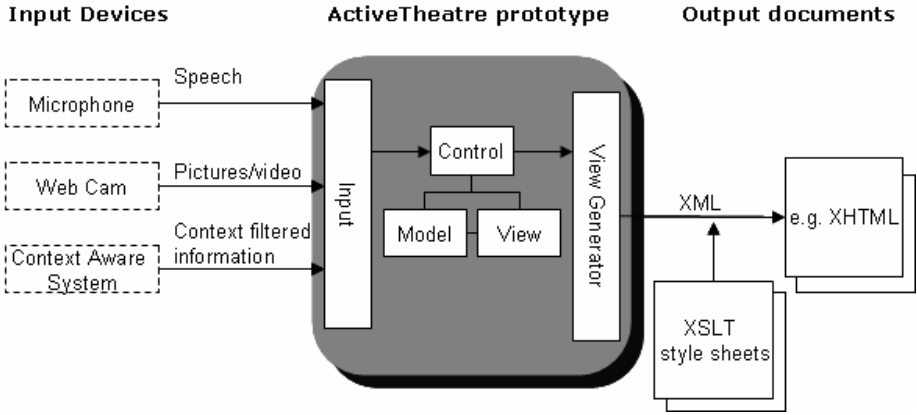 Input Devices
ActiveTheatre prototype
Output documents
Microphone
Speech
Web Cam
Pictures/video
Context Aware
System
Context filtered
information
Input
Control
Model
View
View Generator
XML
e.g. XHTML
XSLT
style sheets